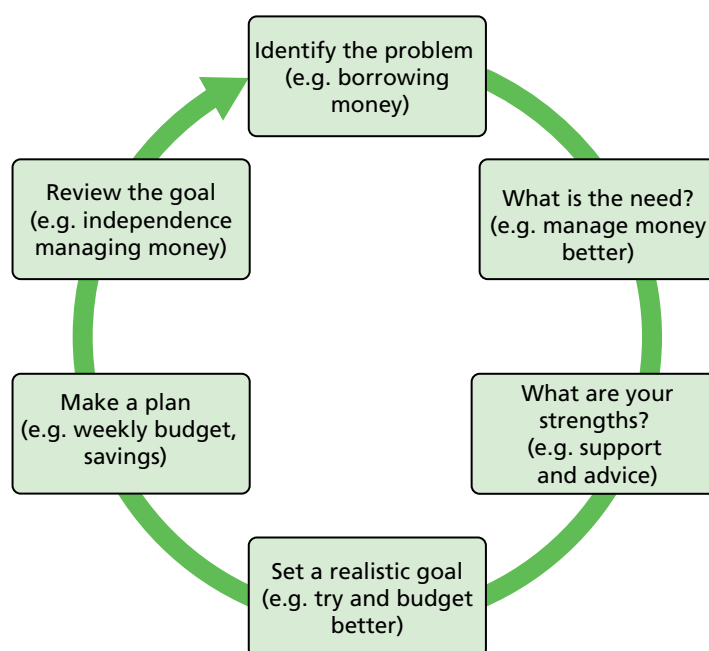 Identify the problem
(e.g. borrowing
money)
What is the need?
(e.g. manage money
better)
What are your
strengths?
(e.g. support
and advice)
Set a realistic goal
(e.g. try and budget
better)
Make a plan
(e.g. weekly budget,
savings)
Review the goal
(e.g. independence
managing money)